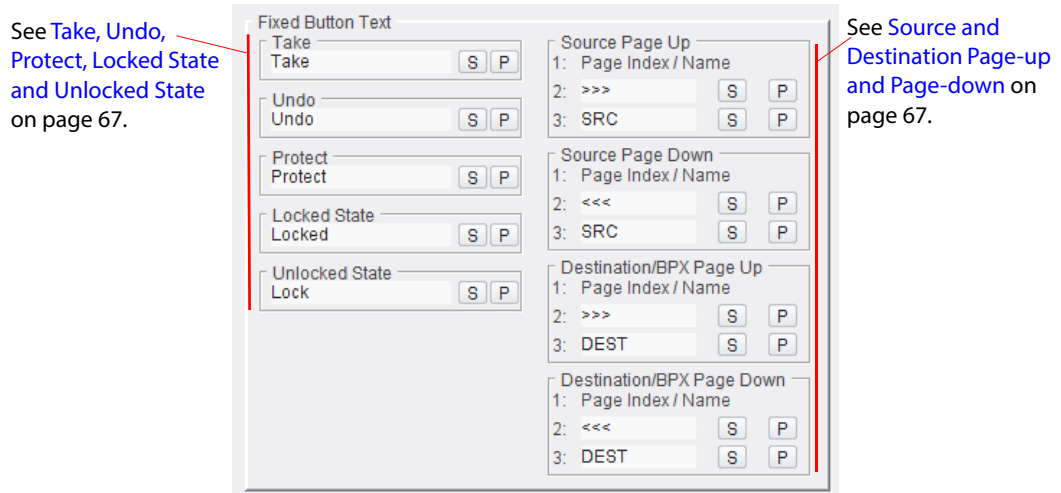 See Take, Undo,
Protect, Locked State
and Unlocked State
on page 67.
Fixed Button Text
Take
Take S P
Undo
Undo S P
Protect
Protect S P
Locked State
Locked S P
Unlocked State
Lock S P
Source Page Up
1: Page Index / Name
2: >>> S P
3: SRC S P
Source Page Down
1: Page Index / Name
2: <<< S P
3: SRC S P
Destination/BPX Page Up
1: Page Index / Name
2: >>> S P
3: DEST S P
Destination/BPX Page Down
1: Page Index / Name
2: <<< S P
3: DEST S P
See Source and
Destination Page-up
and Page-down on
page 67.